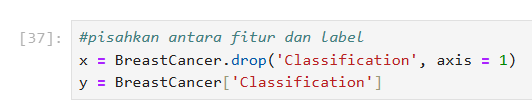 [37]: #pisahkan antara fitur dan label
x = BreastCancer.drop('Classification', axis = 1)
y = BreastCancer['Classification']